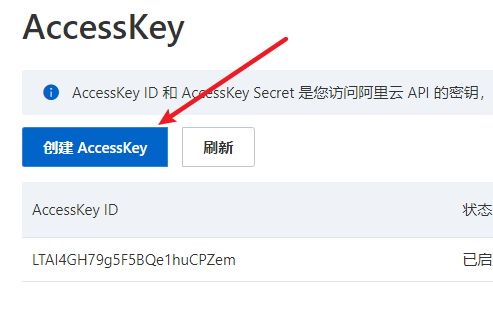 AccessKey
AccessKey ID 和 AccessKey Secret 是您访问阿里云 API 的密钥，
创建 AccessKey 刷新
AccessKey ID 状态
LTAI4GH79g5F5BQe1huCPZem 已启